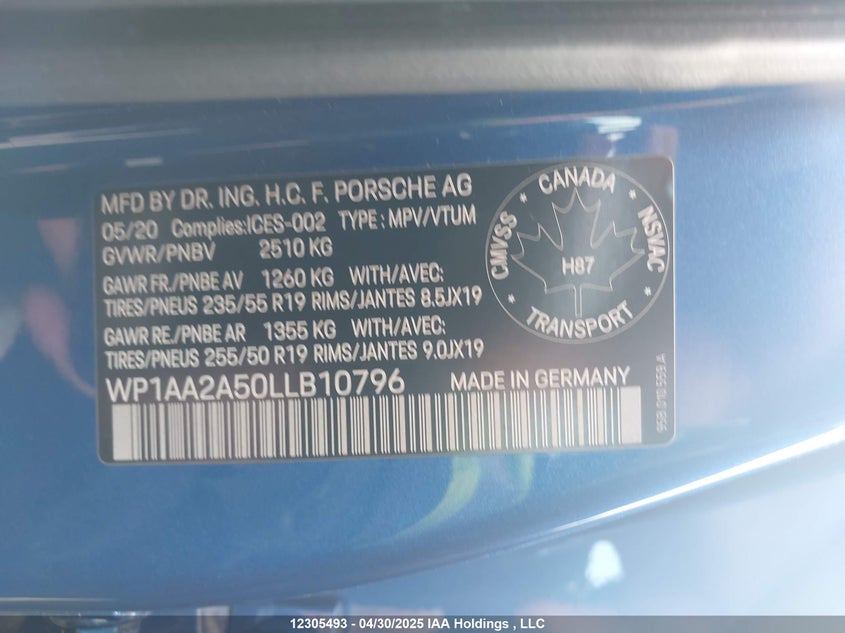 MFD BY DR. ING. H.C. F. PORSCHE AG
05/20 Complies:ICES-002 TYPE : MPV/VTUM
GVWR/PNBV 2510 KG
GAWR FR./PNBE AV 1260 KG WITH/AVEC:
TIRES/PNEUS 235/55 R19 RIMS/JANTES 8.5JX19
GAWR RE./PNBE AR 1355 KG WITH/AVEC:
TIRES/PNEUS 255/50 R19 RIMS/JANTES 9.0JX19
WP1AA2A50LLB10796 MADE IN GERMANY
CANADA
CMVSS
NSVAC
H87
TRANSPORT
12305493 - 04/30/2025 IAA Holdings , LLC